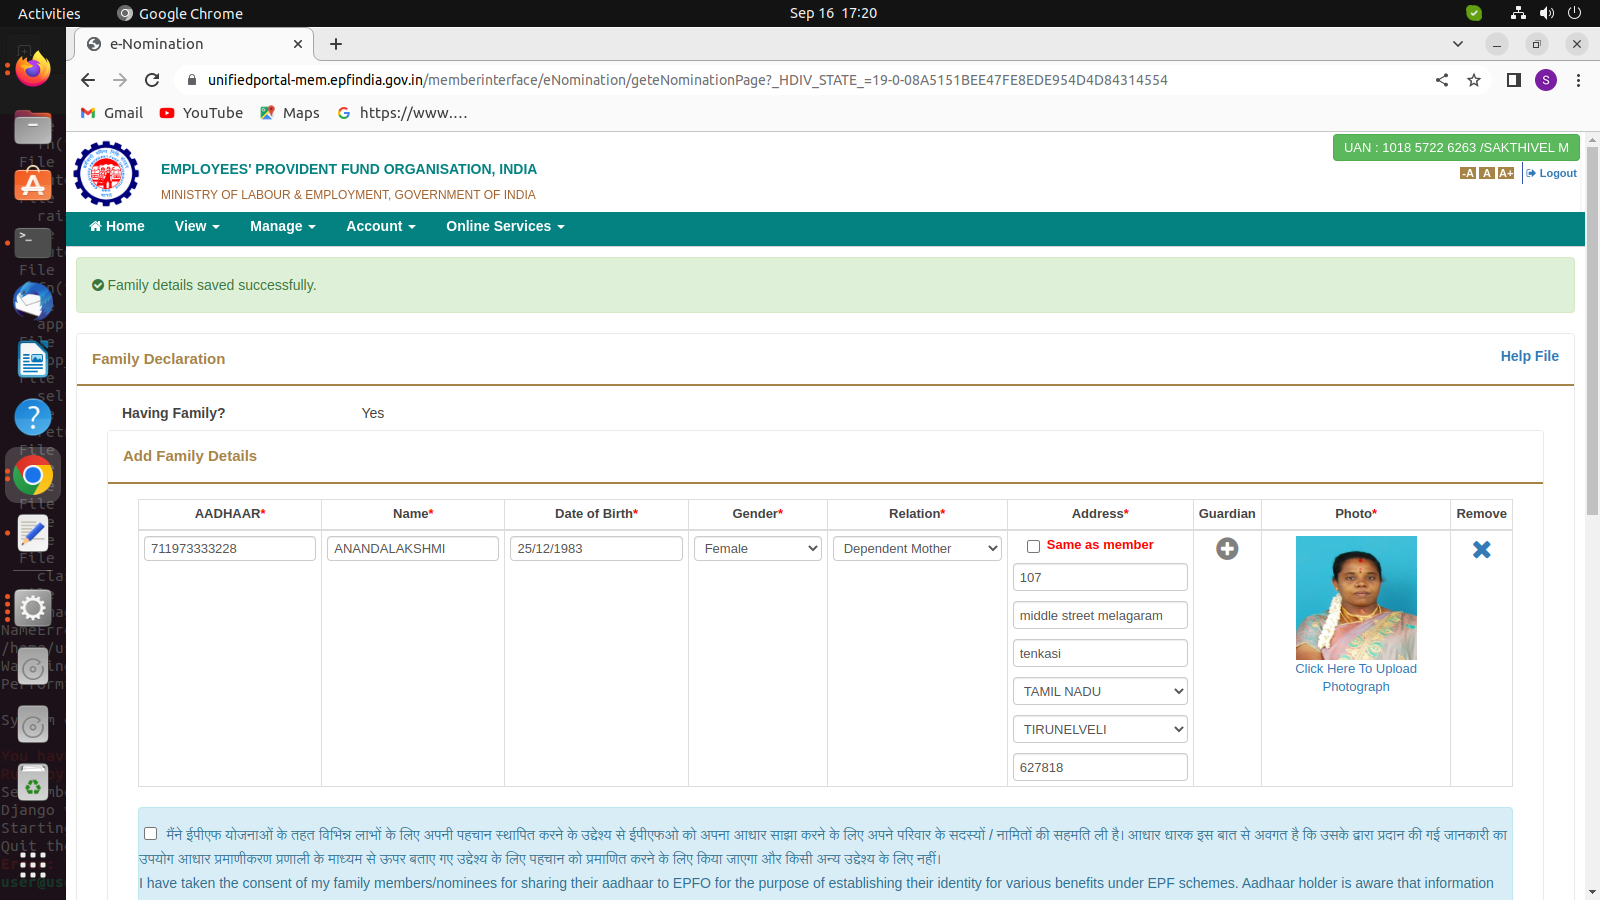 Activities
Google Chrome
Sep 16 17:20
e-Nomination
unifiedportal-mem.epfindia.gov.in/memberinterface/eNomination/geteNominationPage?_HDIV_STATE_=19-0-08A5151BEE47FE8EDE954D4D84314554
S
Gmail
YouTube
Maps
https://www....
EMPLOYEES' PROVIDENT FUND ORGANISATION, INDIA
MINISTRY OF LABOUR & EMPLOYMENT, GOVERNMENT OF INDIA
UAN : 1018 5722 6263 /SAKTHIVEL M
-A A A+ Logout
Home View Manage Account Online Services
Family details saved successfully.
Family Declaration
Help File
Having Family? Yes
Add Family Details
AADHAAR* Name* Date of Birth* Gender* Relation* Address* Guardian Photo* Remove
711973333228 ANANDALAKSHMI 25/12/1983 Female Dependent Mother
Same as member
107
middle street melagaram
tenkasi
TAMIL NADU
TIRUNELVELI
627818
Click Here To Upload
Photograph
मैंने ईपीएफ योजनाओं के तहत विभिन्न लाभों के लिए अपनी पहचान स्थापित करने के उद्देश्य से ईपीएफओ को अपना आधार साझा करने के लिए अपने परिवार के सदस्यों / नामितों की सहमति ली है। आधार धारक इस बात से अवगत है कि उसके द्वारा प्रदान की गई जानकारी का
उपयोग आधार प्रमाणीकरण प्रणाली के माध्यम से ऊपर बताए गए उद्देश्य के लिए पहचान को प्रमाणित करने के लिए किया जाएगा और किसी अन्य उद्देश्य के लिए नहीं।
I have taken the consent of my family members/nominees for sharing their aadhaar to EPFO for the purpose of establishing their identity for various benefits under EPF schemes. Aadhaar holder is aware that information